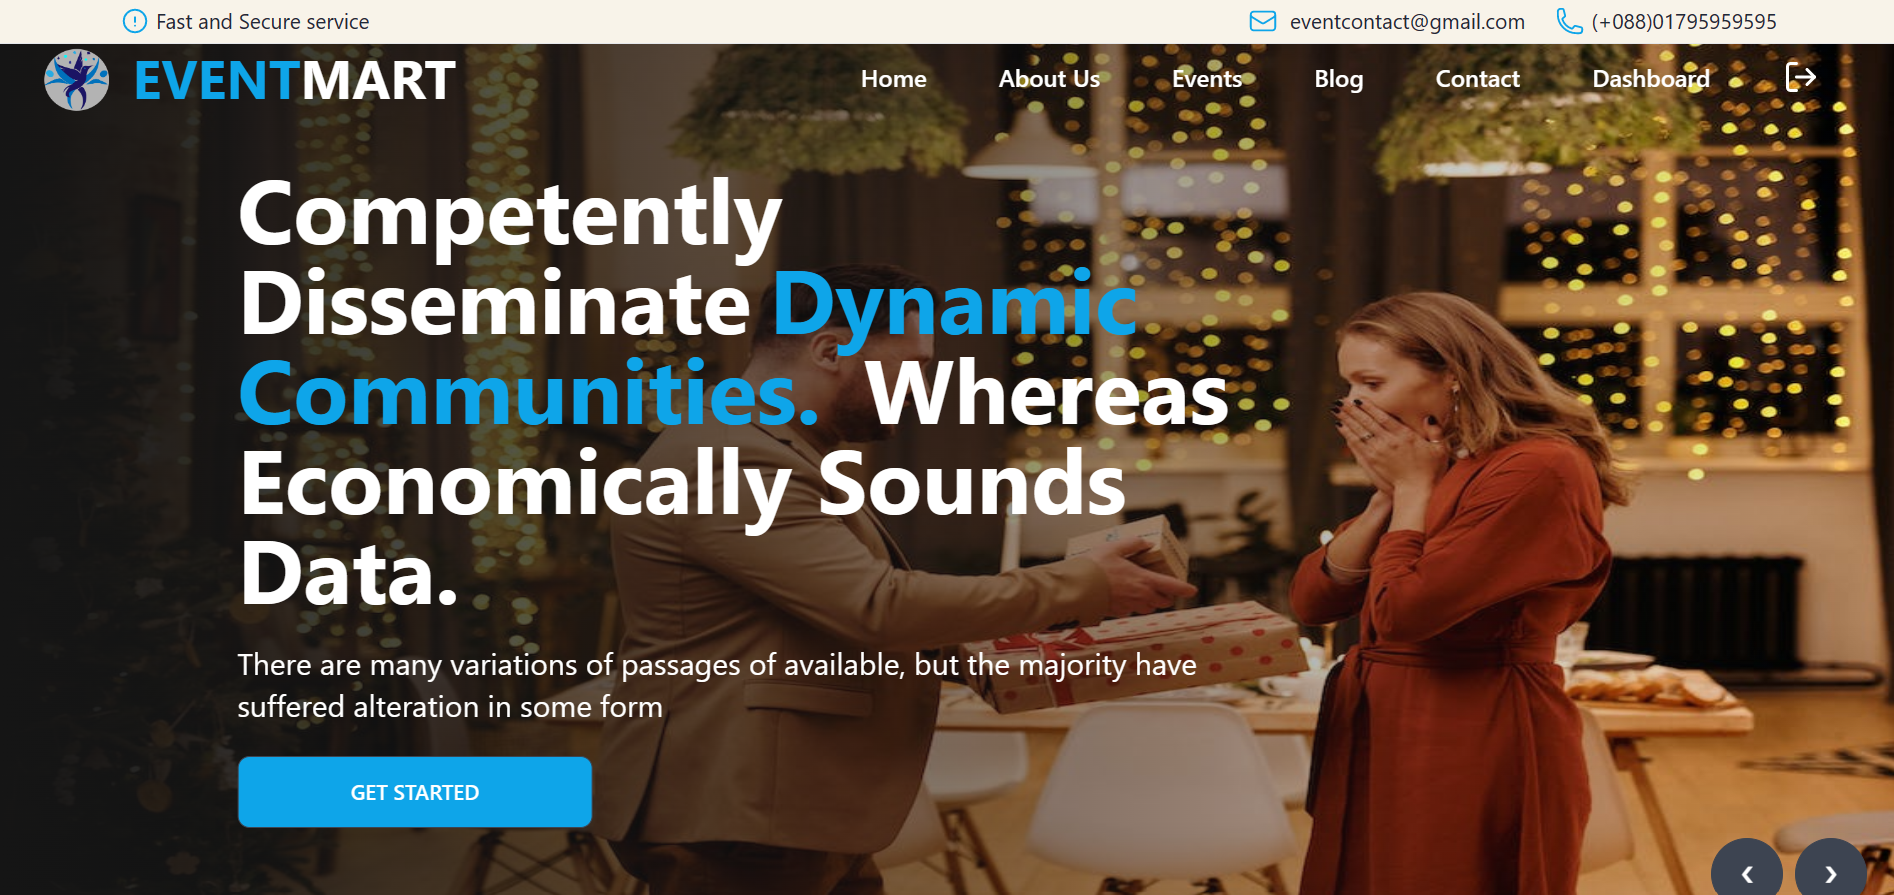 Fast and Secure service
eventcontact@gmail.com
(+088)01795959595
EVENTMART
Home
About Us
Events
Blog
Contact
Dashboard
Competently
Disseminate Dynamic
Communities. Whereas
Economically Sounds
Data.
There are many variations of passages of available, but the majority have
suffered alteration in some form
GET STARTED